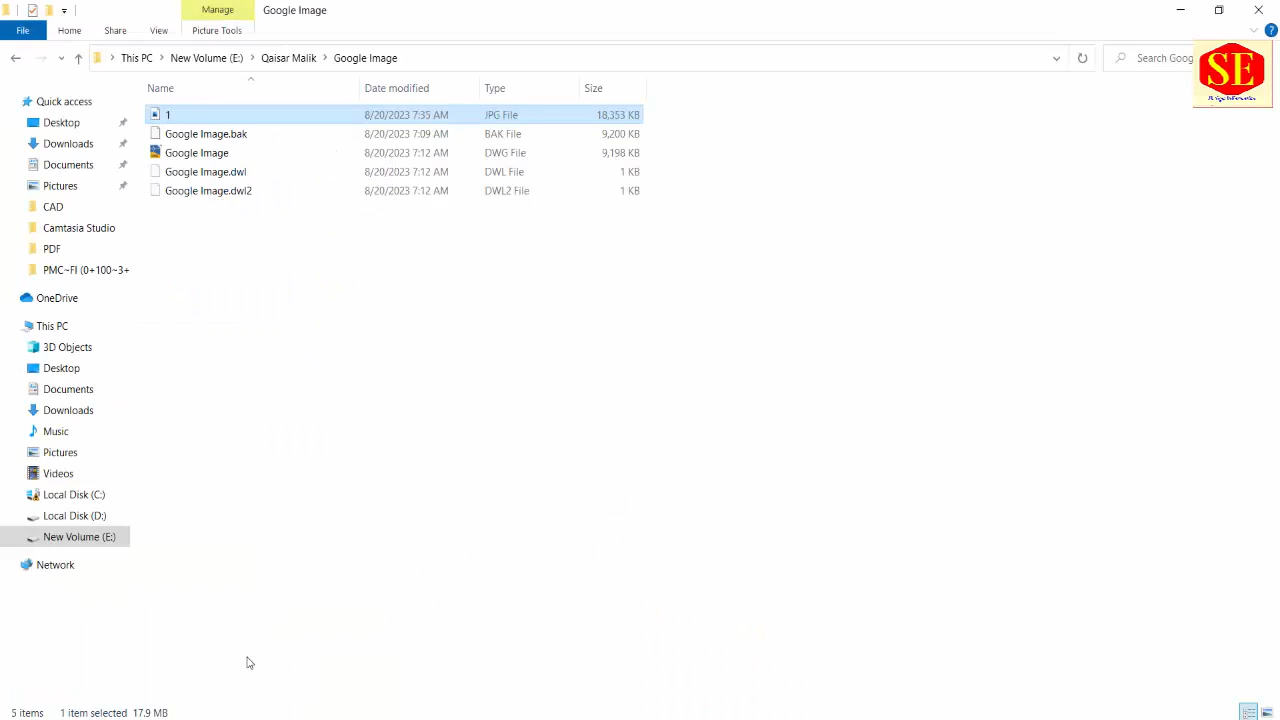 Manage
Google Image
File
Home
Share
View
Picture Tools
This PC
New Volume (E:)
Qaisar Malik
Google Image
Search Goog
SE
Name
Date modified
Type
Size
1 8/20/2023 7:35 AM JPG File 18,353 KB
Google Image.bak 8/20/2023 7:09 AM BAK File 9,200 KB
Google Image 8/20/2023 7:12 AM DWG File 9,198 KB
Google Image.dwl 8/20/2023 7:12 AM DWL File 1 KB
Google Image.dwl2 8/20/2023 7:12 AM DWL2 File 1 KB
Quick access
Desktop
Downloads
Documents
Pictures
CAD
Camtasia Studio
PDF
PMC~FI (0+100~3+
OneDrive
This PC
3D Objects
Desktop
Documents
Downloads
Music
Pictures
Videos
Local Disk (C:)
Local Disk (D:)
New Volume (E:)
Network
5 items
1 item selected 17.9 MB